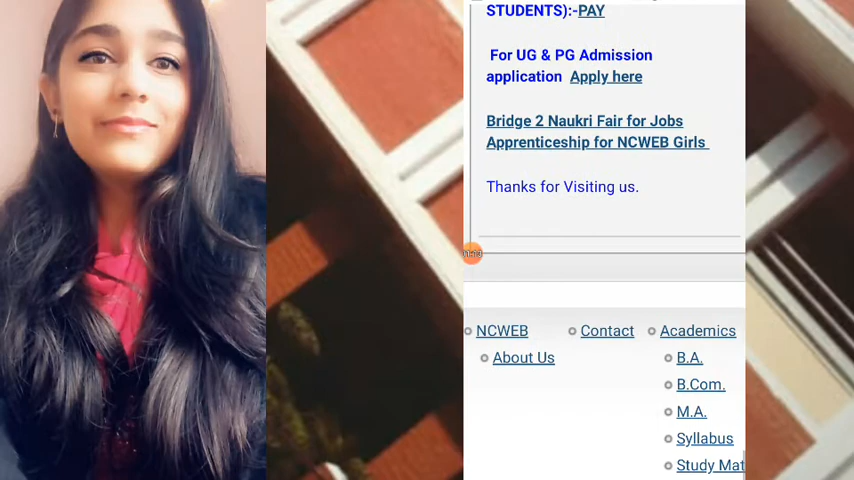 STUDENTS):-PAY
For UG & PG Admission
application Apply here
Bridge 2 Naukri Fair for Jobs
Apprenticeship for NCWEB Girls
Thanks for Visiting us.
NCWEB
About Us
Contact
Academics
B.A.
B.Com.
M.A.
Syllabus
Study Mat